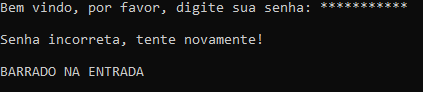 Bem vindo, por favor, digite sua senha: ***********
Senha incorreta, tente novamente!
BARRADO NA ENTRADA